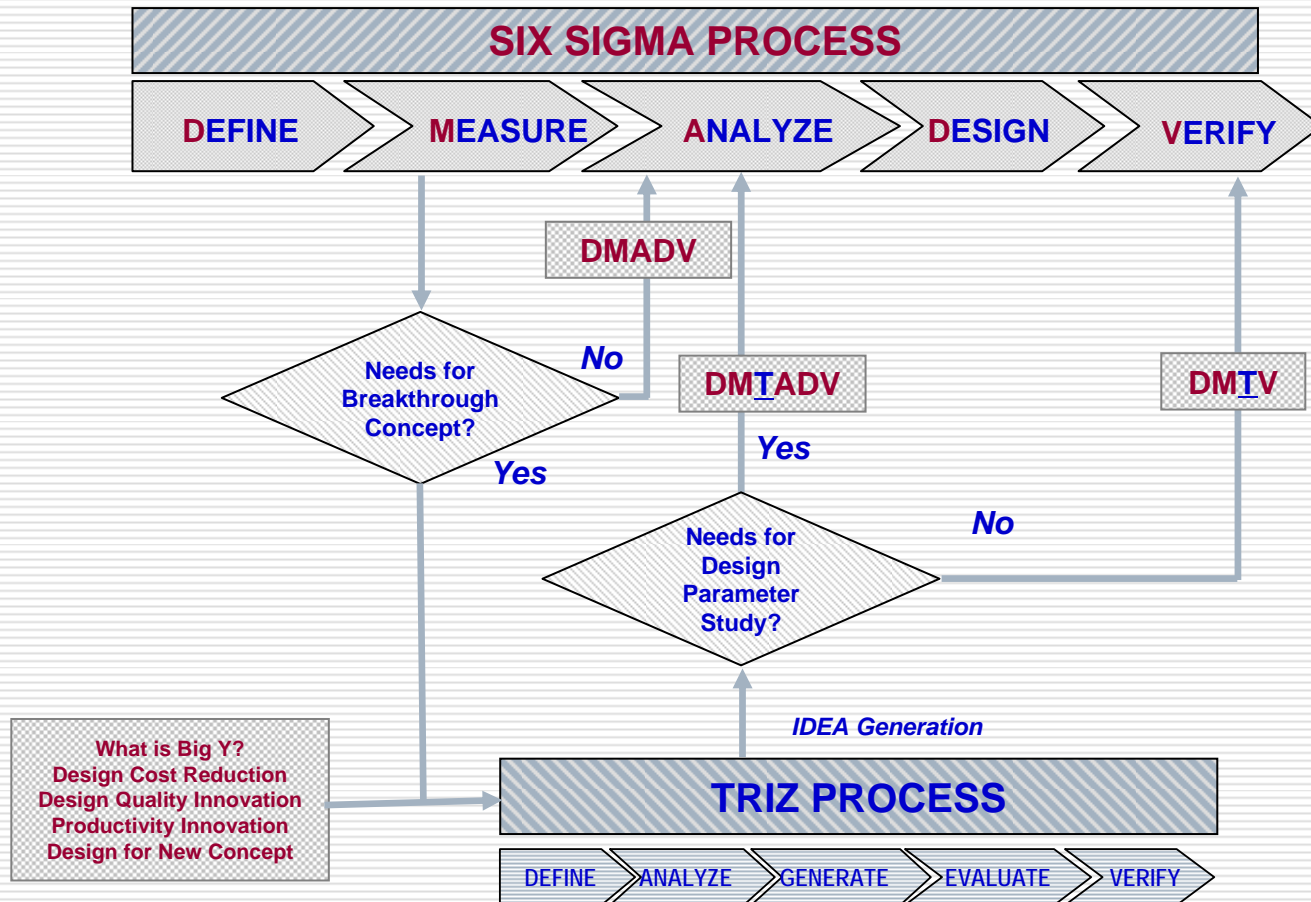 SIX SIGMA PROCESS
DEFINE
MEASURE
ANALYZE
DESIGN
VERIFY
DMADV
Needs for
Breakthrough
Concept?
No
Yes
DMTADV
Yes
DMTV
Needs for
Design
Parameter
Study?
No
IDEA Generation
What is Big Y?
Design Cost Reduction
Design Quality Innovation
Productivity Innovation
Design for New Concept
TRIZ PROCESS
DEFINE
ANALYZE
GENERATE
EVALUATE
VERIFY